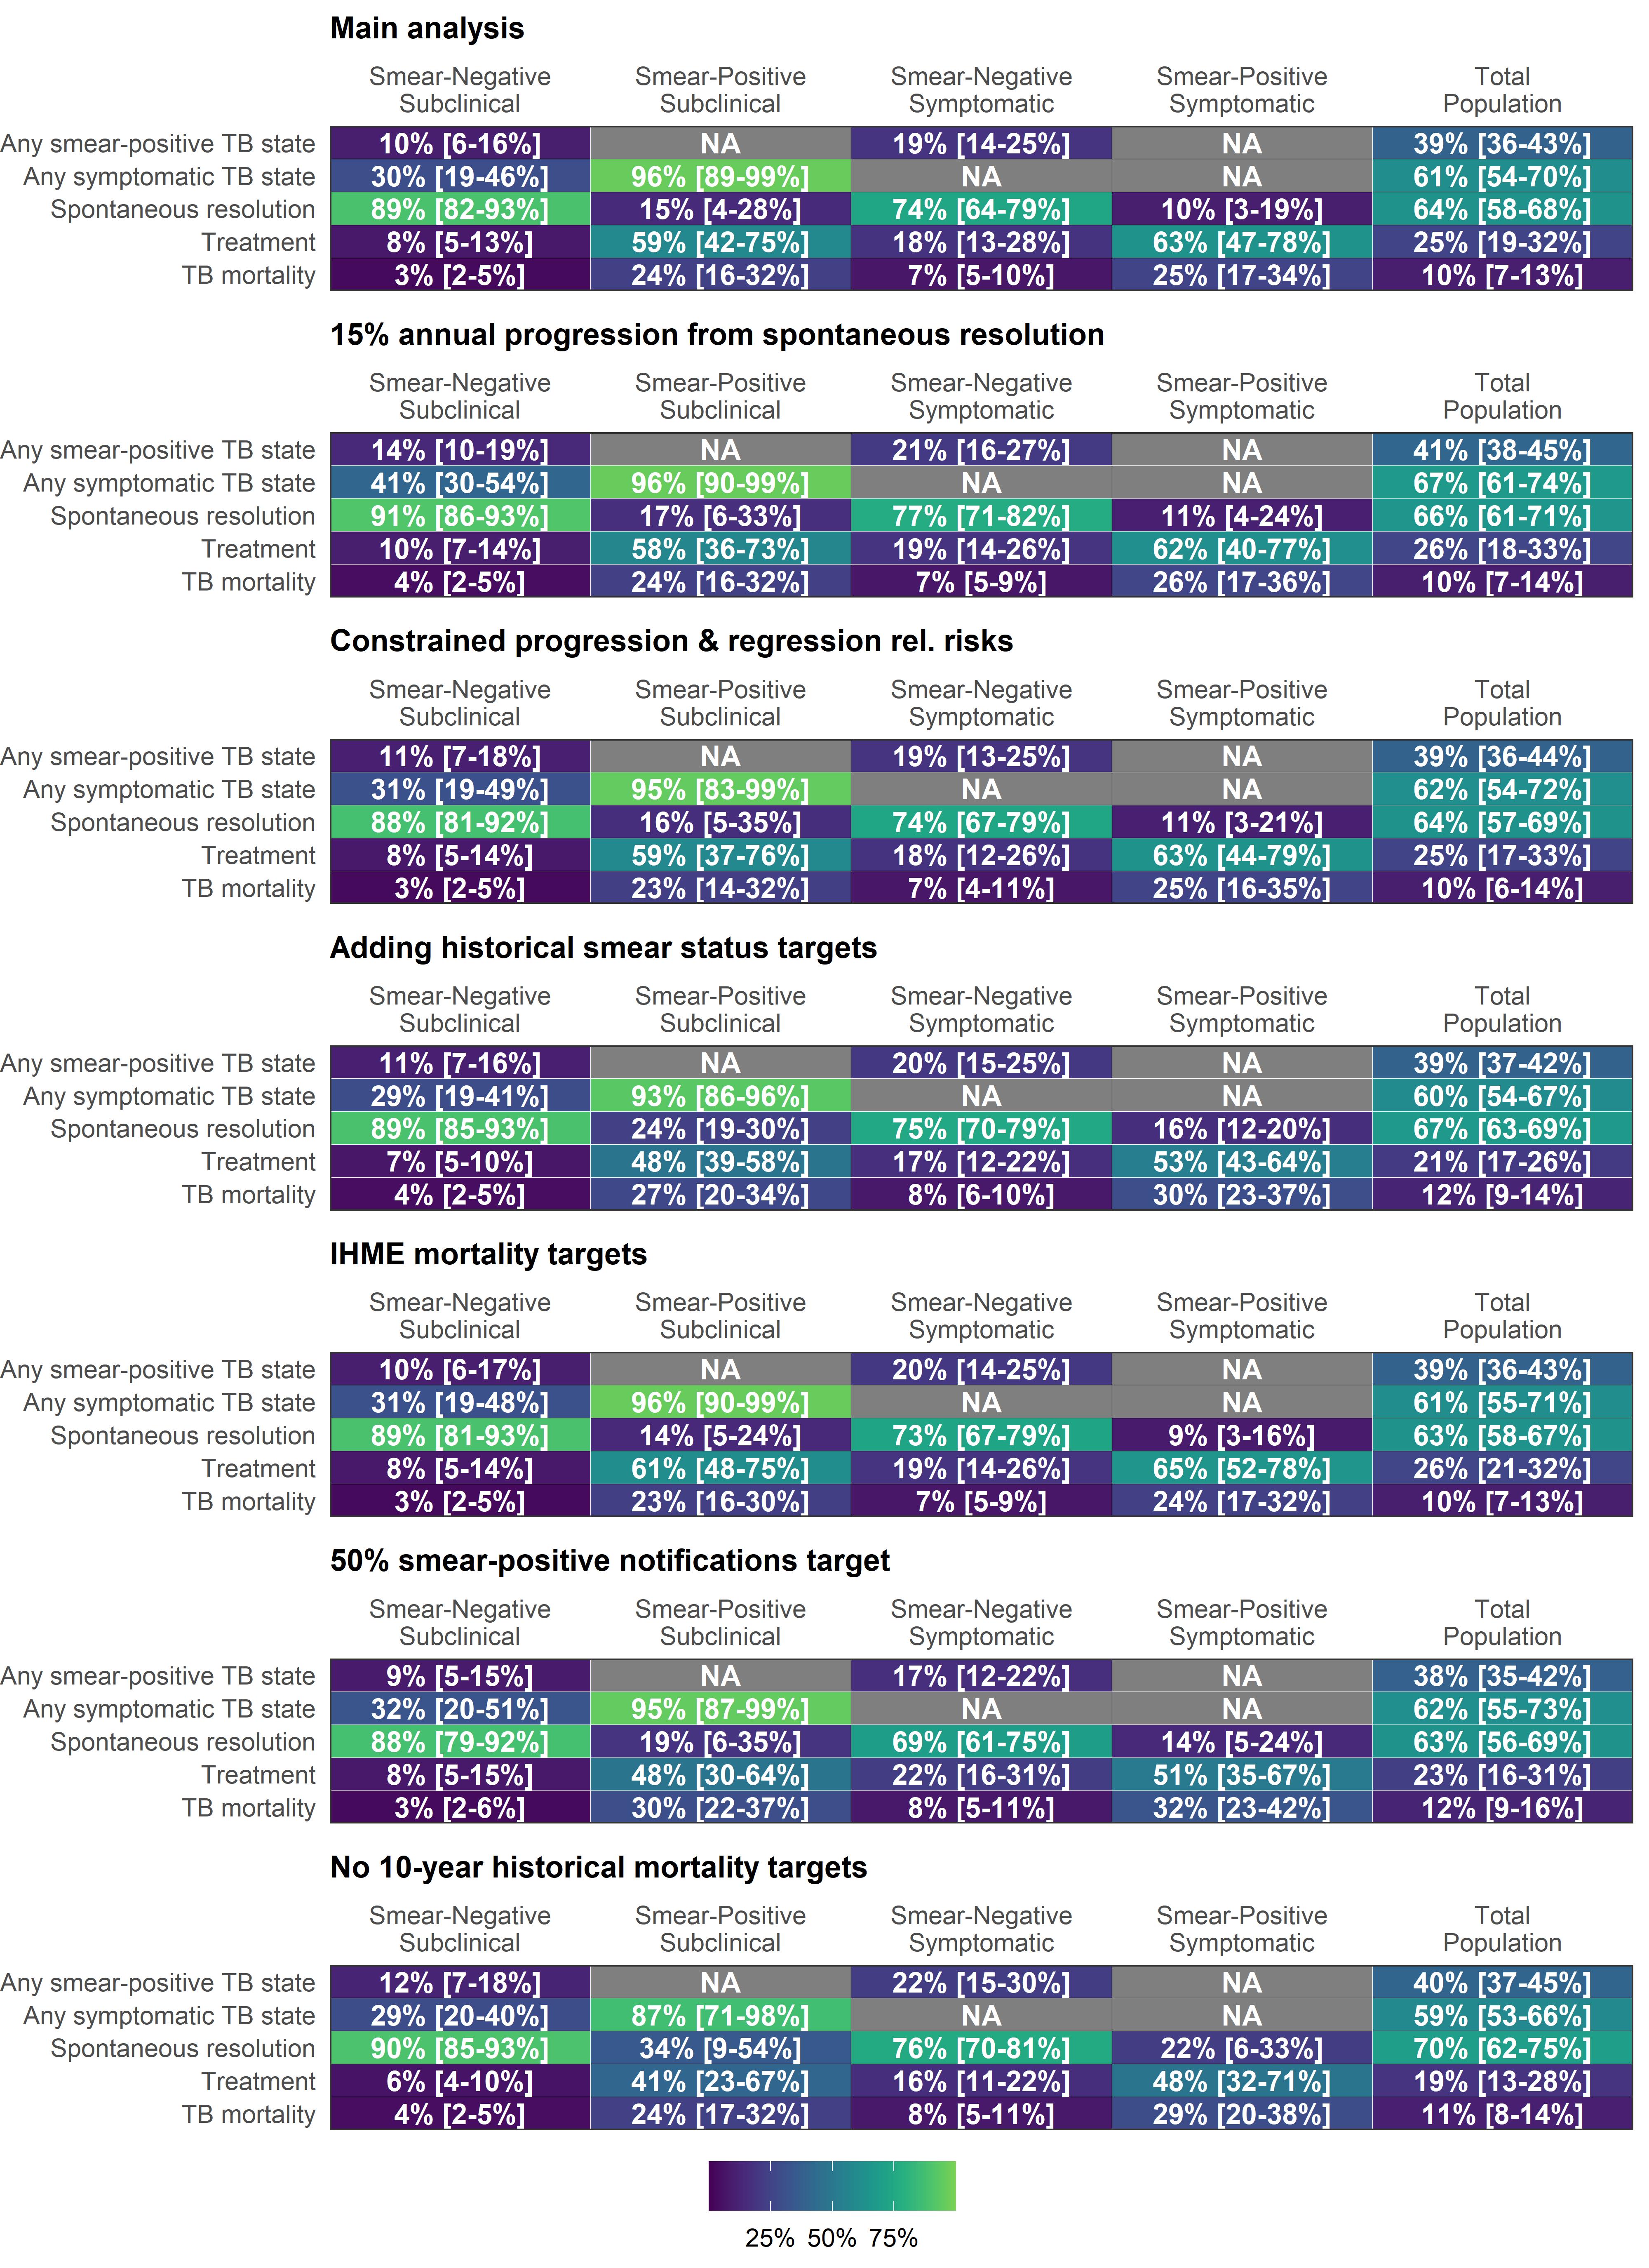 Main analysis
Smear-Negative Smear-Positive Smear-Negative Smear-Positive Total
Subclinical Subclinical Symptomatic Symptomatic Population
Any smear-positive TB state 10% [6-16%] NA 19% [14-25%] NA 39% [36-43%]
Any symptomatic TB state 30% [19-46%] 96% [89-99%] NA NA 61% [54-70%]
Spontaneous resolution 89% [82-93%] 15% [4-28%] 74% [64-79%] 10% [3-19%] 64% [58-68%]
Treatment 8% [5-13%] 59% [42-75%] 18% [13-28%] 63% [47-78%] 25% [19-32%]
TB mortality 3% [2-5%] 24% [16-32%] 7% [5-10%] 25% [17-34%] 10% [7-13%]
15% annual progression from spontaneous resolution
Smear-Negative Smear-Positive Smear-Negative Smear-Positive Total
Subclinical Subclinical Symptomatic Symptomatic Population
Any smear-positive TB state 14% [10-19%] NA 21% [16-27%] NA 41% [38-45%]
Any symptomatic TB state 41% [30-54%] 96% [90-99%] NA NA 67% [61-74%]
Spontaneous resolution 91% [86-93%] 17% [6-33%] 77% [71-82%] 11% [4-24%] 66% [61-71%]
Treatment 10% [7-14%] 58% [36-73%] 19% [14-26%] 62% [40-77%] 26% [18-33%]
TB mortality 4% [2-5%] 24% [16-32%] 7% [5-9%] 26% [17-36%] 10% [7-14%]
Constrained progression & regression rel. risks
Smear-Negative Smear-Positive Smear-Negative Smear-Positive Total
Subclinical Subclinical Symptomatic Symptomatic Population
Any smear-positive TB state 11% [7-18%] NA 19% [13-25%] NA 39% [36-44%]
Any symptomatic TB state 31% [19-49%] 95% [83-99%] NA NA 62% [54-72%]
Spontaneous resolution 88% [81-92%] 16% [5-35%] 74% [67-79%] 11% [3-21%] 64% [57-69%]
Treatment 8% [5-14%] 59% [37-76%] 18% [12-26%] 63% [44-79%] 25% [17-33%]
TB mortality 3% [2-5%] 23% [14-32%] 7% [4-11%] 25% [16-35%] 10% [6-14%]
Adding historical smear status targets
Smear-Negative Smear-Positive Smear-Negative Smear-Positive Total
Subclinical Subclinical Symptomatic Symptomatic Population
Any smear-positive TB state 11% [7-16%] NA 20% [15-25%] NA 39% [37-42%]
Any symptomatic TB state 29% [19-41%] 93% [86-96%] NA NA 60% [54-67%]
Spontaneous resolution 89% [85-93%] 24% [19-30%] 75% [70-79%] 16% [12-20%] 67% [63-69%]
Treatment 7% [5-10%] 48% [39-58%] 17% [12-22%] 53% [43-64%] 21% [17-26%]
TB mortality 4% [2-5%] 27% [20-34%] 8% [6-10%] 30% [23-37%] 12% [9-14%]
IHME mortality targets
Smear-Negative Smear-Positive Smear-Negative Smear-Positive Total
Subclinical Subclinical Symptomatic Symptomatic Population
Any smear-positive TB state 10% [6-17%] NA 20% [14-25%] NA 39% [36-43%]
Any symptomatic TB state 31% [19-48%] 96% [90-99%] NA NA 61% [55-71%]
Spontaneous resolution 89% [81-93%] 14% [5-24%] 73% [67-79%] 9% [3-16%] 63% [58-67%]
Treatment 8% [5-14%] 61% [48-75%] 19% [14-26%] 65% [52-78%] 26% [21-32%]
TB mortality 3% [2-5%] 23% [16-30%] 7% [5-9%] 24% [17-32%] 10% [7-13%]
50% smear-positive notifications target
Smear-Negative Smear-Positive Smear-Negative Smear-Positive Total
Subclinical Subclinical Symptomatic Symptomatic Population
Any smear-positive TB state 9% [5-15%] NA 17% [12-22%] NA 38% [35-42%]
Any symptomatic TB state 32% [20-51%] 95% [87-99%] NA NA 62% [55-73%]
Spontaneous resolution 88% [79-92%] 19% [6-35%] 69% [61-75%] 14% [5-24%] 63% [56-69%]
Treatment 8% [5-15%] 48% [30-64%] 22% [16-31%] 51% [35-67%] 23% [16-31%]
TB mortality 3% [2-6%] 30% [22-37%] 8% [5-11%] 32% [23-42%] 12% [9-16%]
No 10-year historical mortality targets
Smear-Negative Smear-Positive Smear-Negative Smear-Positive Total
Subclinical Subclinical Symptomatic Symptomatic Population
Any smear-positive TB state 12% [7-18%] NA 22% [15-30%] NA 40% [37-45%]
Any symptomatic TB state 29% [20-40%] 87% [71-98%] NA NA 59% [53-66%]
Spontaneous resolution 90% [85-93%] 34% [9-54%] 76% [70-81%] 22% [6-33%] 70% [62-75%]
Treatment 6% [4-10%] 41% [23-67%] 16% [11-22%] 48% [32-71%] 19% [13-28%]
TB mortality 4% [2-5%] 24% [17-32%] 8% [5-11%] 29% [20-38%] 11% [8-14%]
25% 50% 75%